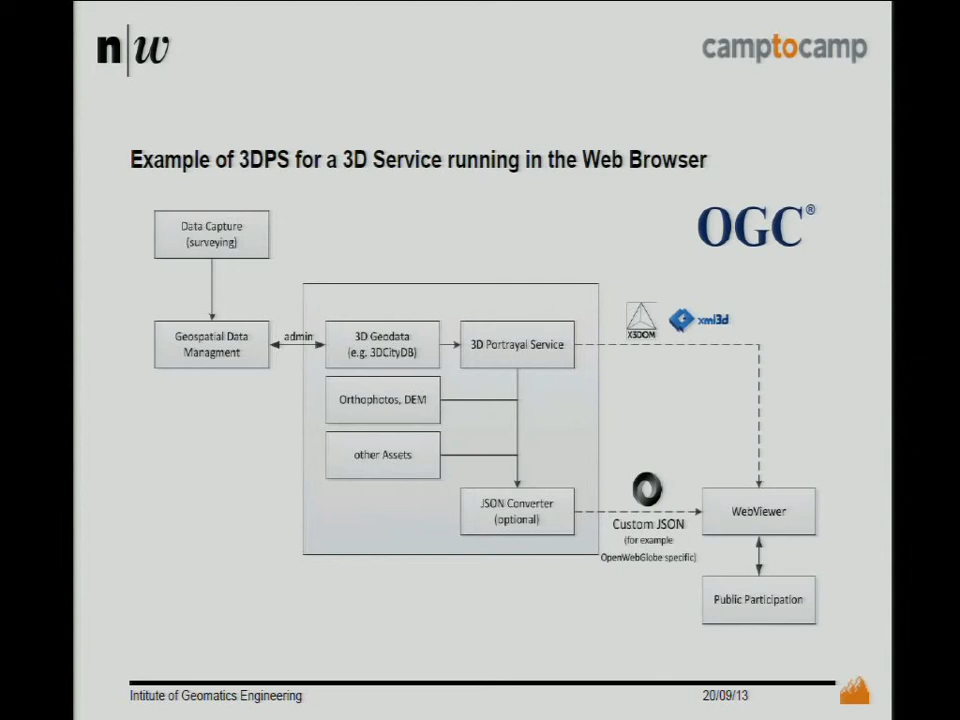 n|w
camptocamp
Example of 3DPS for a 3D Service running in the Web Browser
OGC®
Data Capture
(surveying)
Geospatial Data
Managment
admin
3D Geodata
(e.g. 3DCityDB)
3D Portrayal Service
X3DOM
xml3d
Orthophotos, DEM
other Assets
JSON Converter
(optional)
Custom JSON
(for example
OpenWebGlobe specific)
WebViewer
Public Participation
Intitute of Geomatics Engineering
20/09/13